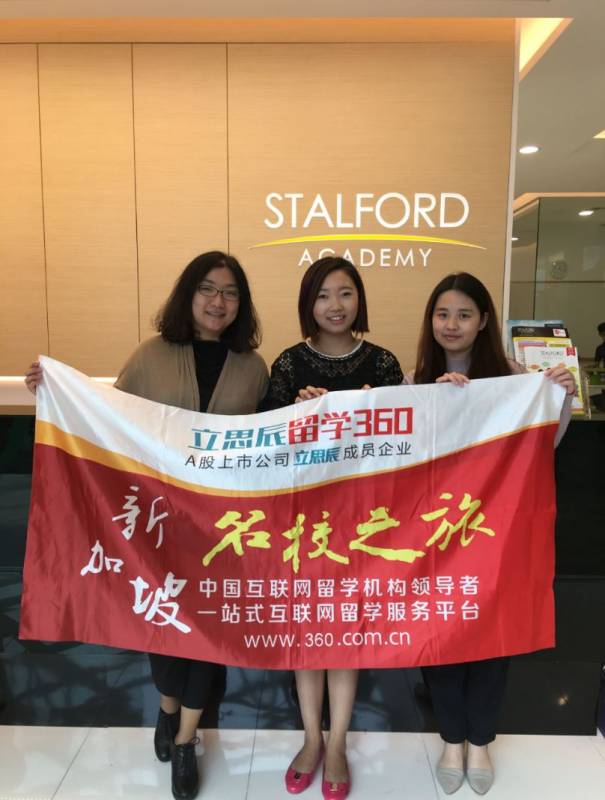 STALFORD
ACADEMY
立思辰留学360
A股上市公司 立思辰 成员企业
新加坡
名校之旅
中国互联网留学机构领导者
一站式互联网留学服务平台
www.360.com.cn